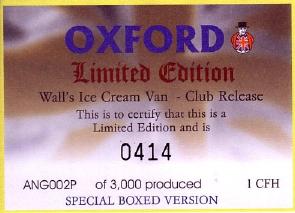 OXFORD
Limited Edition
Wall's Ice Cream Van - Club Release
This is to certify that this is a
Limited Edition and is
0414
ANG002P of 3,000 produced 1 CFH
SPECIAL BOXED VERSION